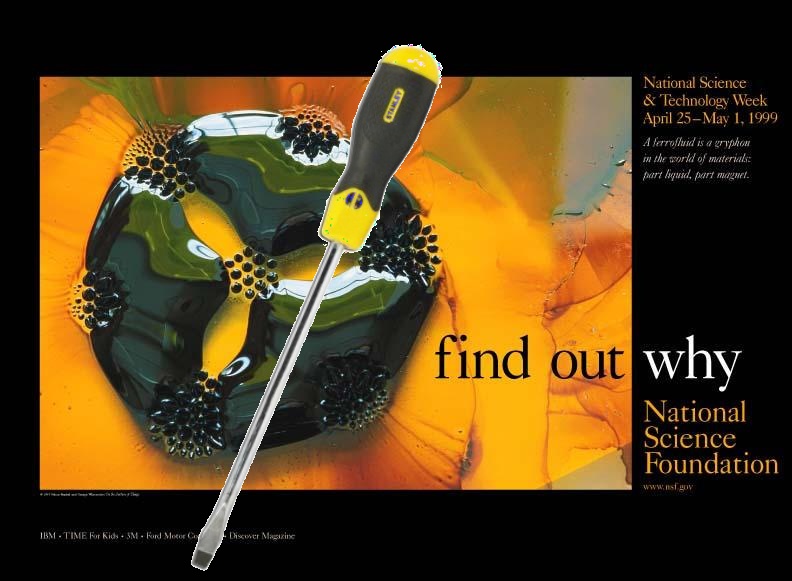 STANLEY
National Science
& Technology Week
April 25–May 1, 1999
A ferrofluid is a gryphon
in the world of materials:
part liquid, part magnet.
find out why
National
Science
Foundation
www.nsf.gov
IBM • TIME For Kids • 3M • Ford Motor • Discover Magazine